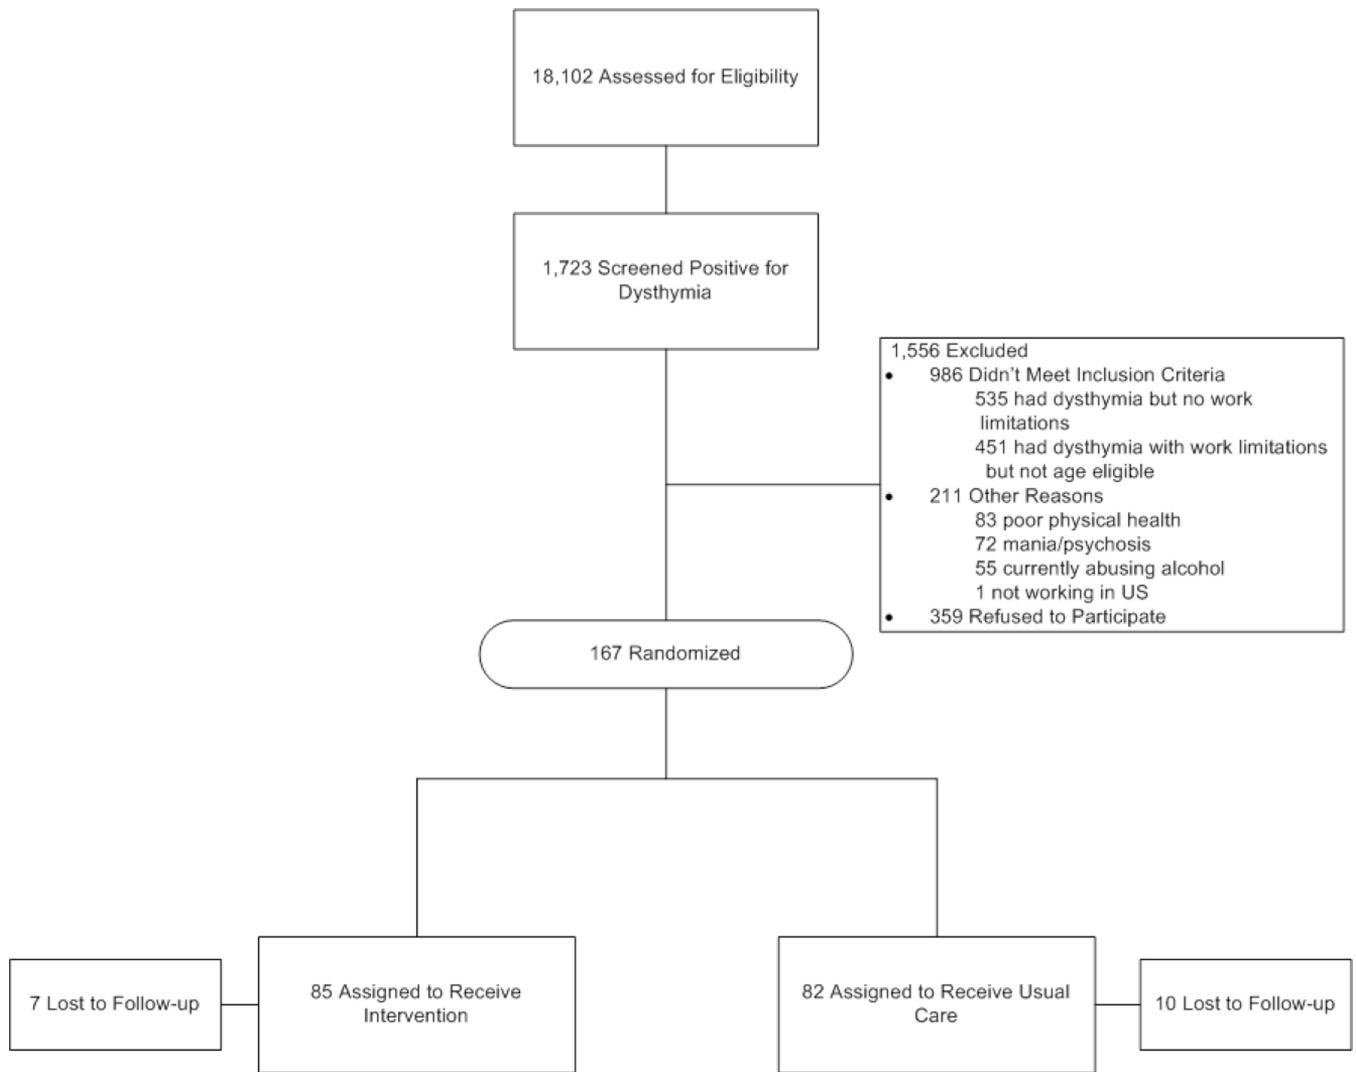 18,102 Assessed for Eligibility
1,723 Screened Positive for
Dysthymia
1,556 Excluded
• 986 Didn't Meet Inclusion Criteria
535 had dysthymia but no work
limitations
451 had dysthymia with work limitations
but not age eligible
• 211 Other Reasons
83 poor physical health
72 mania/psychosis
55 currently abusing alcohol
1 not working in US
• 359 Refused to Participate
167 Randomized
7 Lost to Follow-up
85 Assigned to Receive
Intervention
82 Assigned to Receive Usual
Care
10 Lost to Follow-up